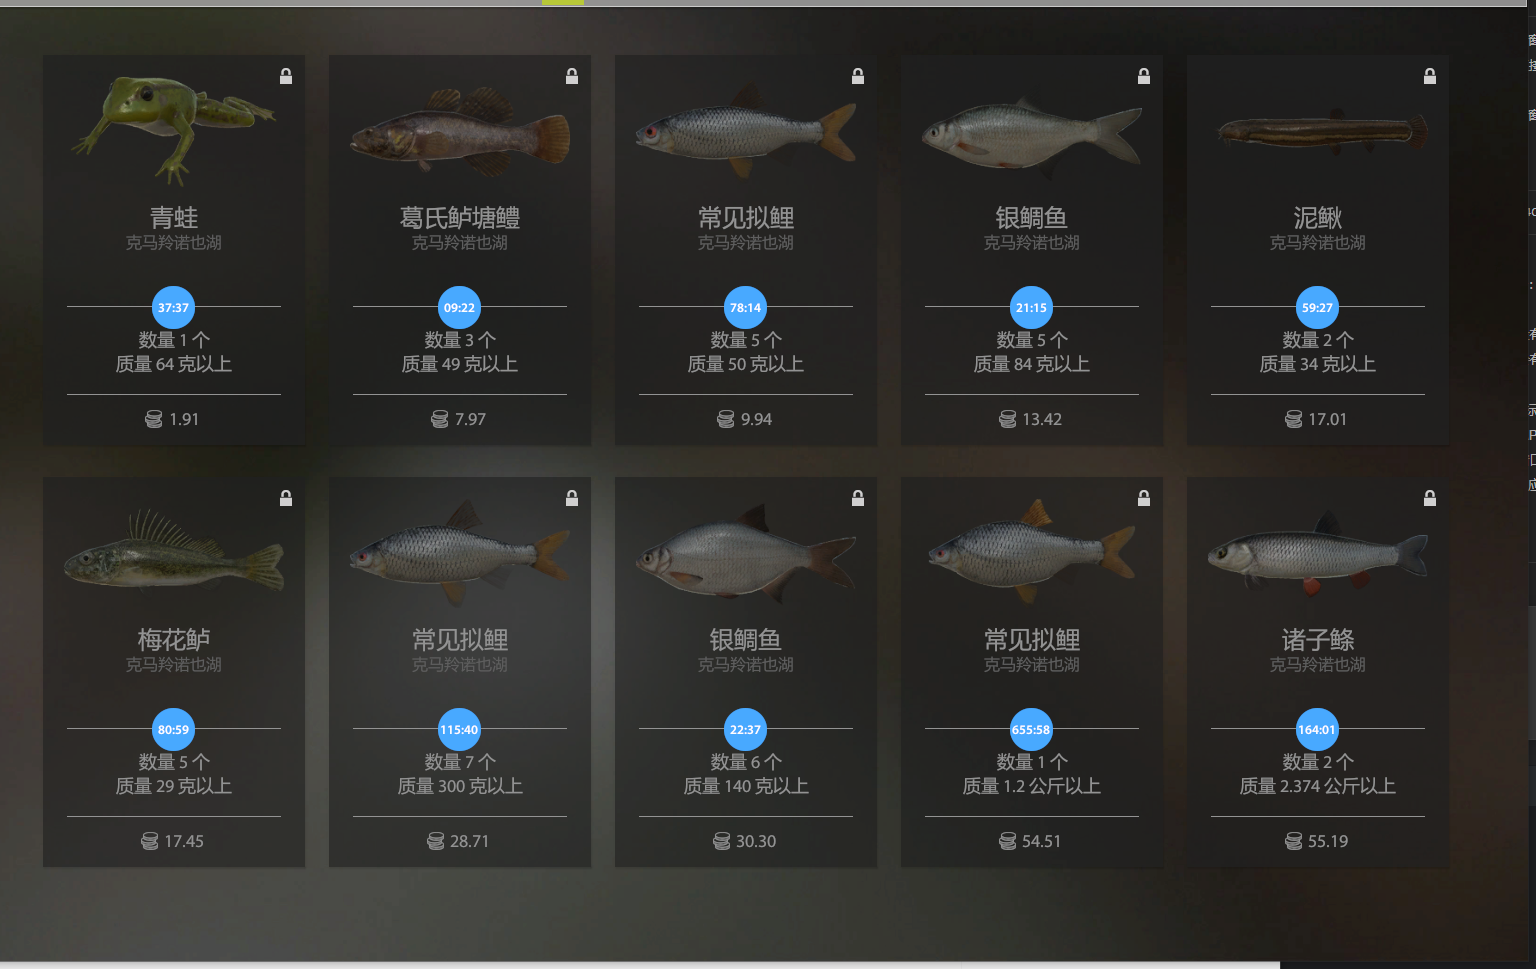 青蛙
克马羚诺也湖
37:37
数量 1 个
质量 64 克以上
1.91
葛氏鲈塘鳢
克马羚诺也湖
09:22
数量 3 个
质量 49 克以上
7.97
常见拟鲤
克马羚诺也湖
78:14
数量 5 个
质量 50 克以上
9.94
银鲷鱼
克马羚诺也湖
21:15
数量 5 个
质量 84 克以上
13.42
泥鳅
克马羚诺也湖
59:27
数量 2 个
质量 34 克以上
17.01
梅花鲈
克马羚诺也湖
80:59
数量 5 个
质量 29 克以上
17.45
常见拟鲤
克马羚诺也湖
115:40
数量 7 个
质量 300 克以上
28.71
银鲷鱼
克马羚诺也湖
22:37
数量 6 个
质量 140 克以上
30.30
常见拟鲤
克马羚诺也湖
655:58
数量 1 个
质量 1.2 公斤以上
54.51
诸子鲦
克马羚诺也湖
164:01
数量 2 个
质量 2.374 公斤以上
55.19